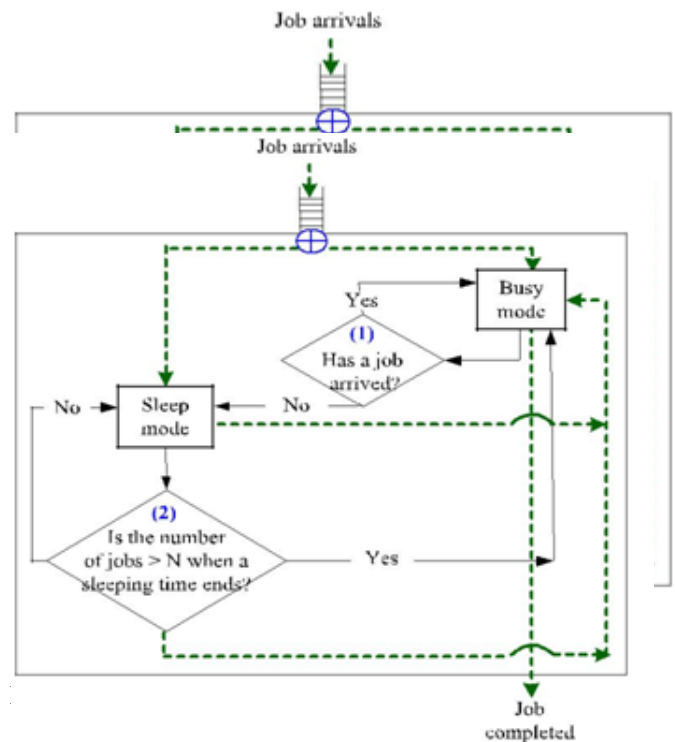 Job arrivals
Job arrivals
Busy
mode
Yes
(1)
Has a job
arrived?
No
Sleep
mode
No
(2)
Is the number
of jobs > N when a
sleeping time ends?
Yes
Job
completed